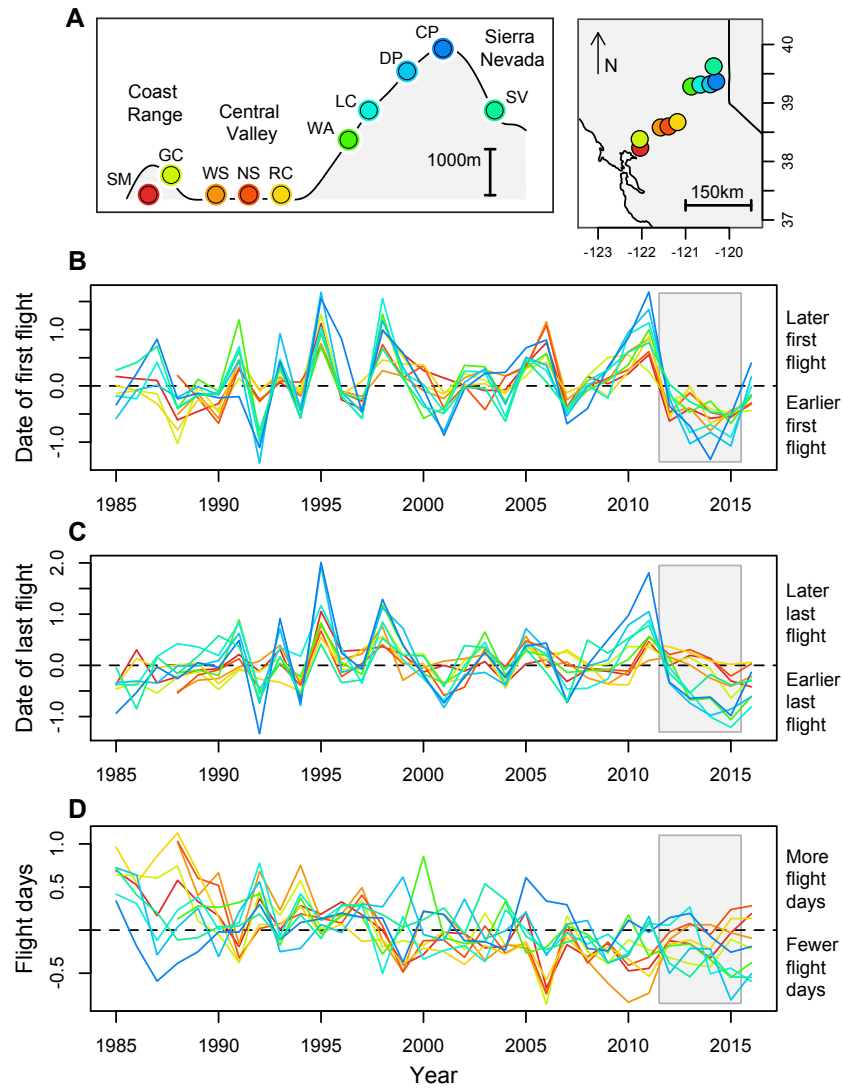 A
Coast
Range
Central
Valley
Sierra
Nevada
SM
GC
WS
NS
RC
WA
LC
DP
CP
SV
1000m
N
150km
40
39
38
37
-123
-122
-121
-120
B
Date of first flight
1.0
0.0
-1.0
1985
1990
1995
2000
2005
2010
2015
Later
first
flight
Earlier
first
flight
C
Date of last flight
2.0
1.0
0.0
-1.0
1985
1990
1995
2000
2005
2010
2015
Later
last
flight
Earlier
last
flight
D
Flight days
1.0
0.5
-0.5
1985
1990
1995
2000
2005
2010
2015
Year
More
flight
days
Fewer
flight
days